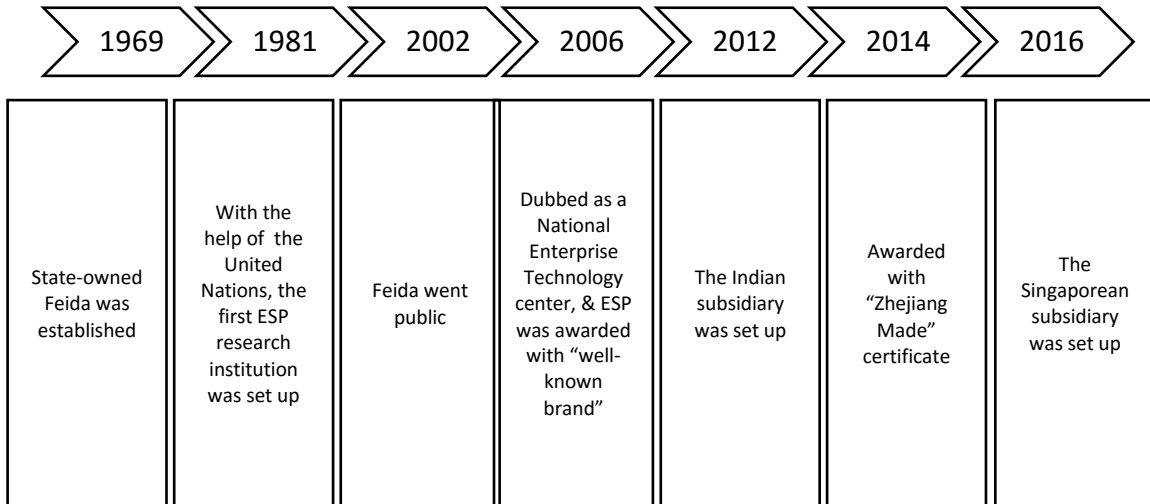 1969
1981
2002
2006
2012
2014
2016
State-owned
Feida was
established
With the
help of the
United
Nations, the
first ESP
research
institution
was set up
Feida went
public
Dubbed as a
National
Enterprise
Technology
center, & ESP
was awarded
with “well-
known
brand”
The Indian
subsidiary
was set up
Awarded
with
“Zhejiang
Made”
certificate
The
Singaporean
subsidiary
was set up